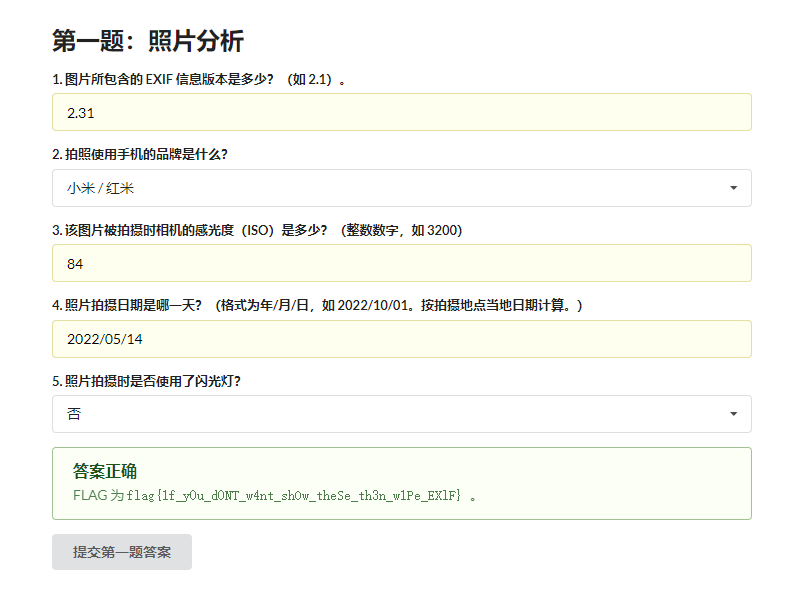 第一题：照片分析
1. 图片所包含的 EXIF 信息版本是多少？（如 2.1）。
2.31
2. 拍照使用手机的品牌是什么？
小米 / 红米
3. 该图片被拍摄时相机的感光度（ISO）是多少？（整数数字，如 3200）
84
4. 照片拍摄日期是哪一天？（格式为年/月/日，如 2022/10/01。按拍摄地点当地日期计算。）
2022/05/14
5. 照片拍摄时是否使用了闪光灯？
否
答案正确
FLAG 为 flag{1f_y0u_d0NT_w4nt_sh0w_theSe_th3n_w1Pe_EX1F} 。
提交第一题答案